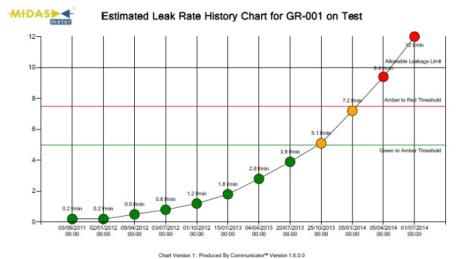 MIDAS
meter
Estimated Leak Rate History Chart for GR-001 on Test
12
12 l/min
Allowable Leakage Limit
10
9.4 l/min
8
Amber to Red Threshold
7.2 l/min
6
5.1 l/min
Green to Amber Threshold
4
3.9 l/min
2.8 l/min
2
1.8 l/min
1.2 l/min
0.8 l/min
0.5 l/min
0.2 l/min
0.2 l/min
0
03/09/2011 02/01/2012 05/04/2012 03/07/2012 01/10/2012 15/01/2013 04/04/2013 20/07/2013 25/10/2013 05/01/2014 05/04/2014 01/07/2014
00:00 00:00 00:00 00:00 00:00 00:00 00:00 00:00 00:00 00:00 00:00 00:00
Chart Version 1 : Produced By Communicator™ Version 1.6.0.0